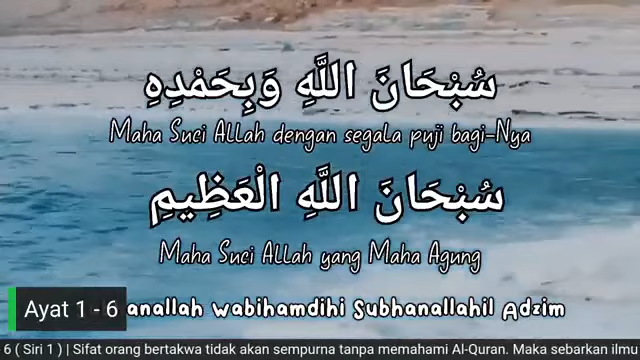 سُبْحَانَ اللَّهِ وَبِحَمْدِهِ
Maha Suci Allah dengan segala puji bagi-Nya
سُبْحَانَ اللَّهِ الْعَظِيمِ
Maha Suci Allah yang Maha Agung
anallah wabihamdihi Subhanallahil Adzim
Ayat 1 - 6
6 ( Siri 1 ) | Sifat orang bertakwa tidak akan sempurna tanpa memahami Al-Quran. Maka sebarkan ilmu